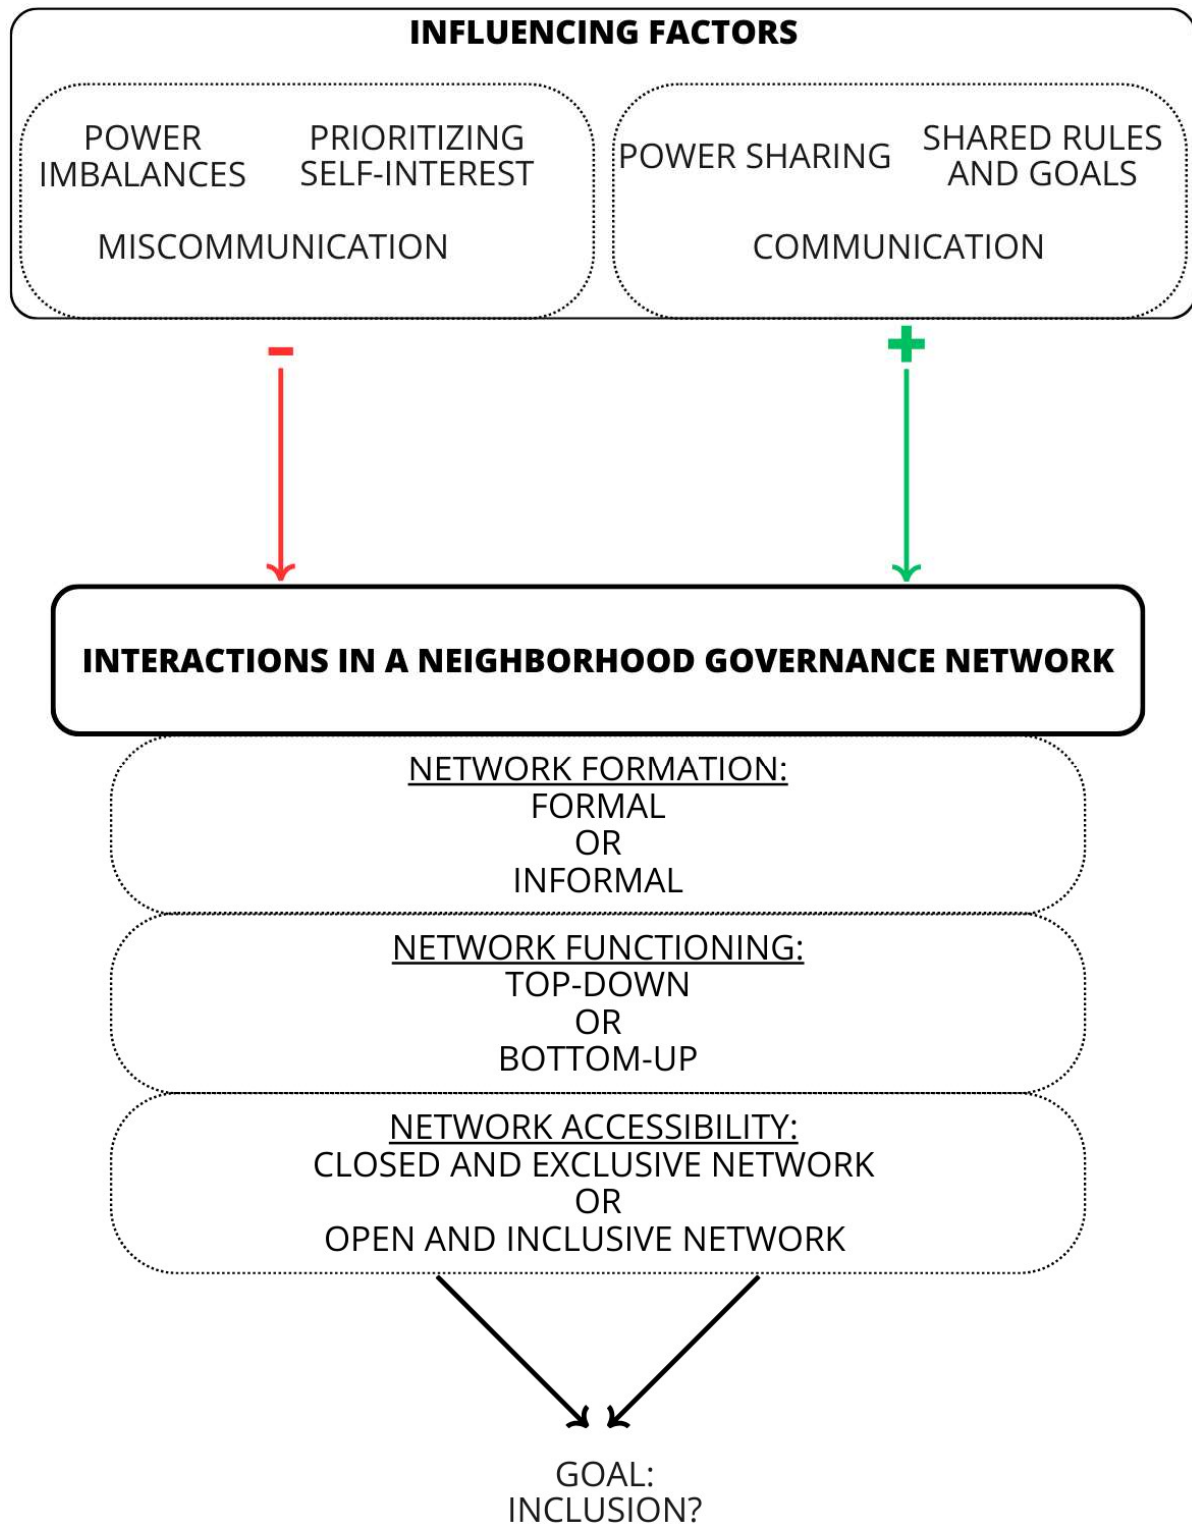 INFLUENCING FACTORS
POWER
IMBALANCES
PRIORITIZING
SELF-INTEREST
MISCOMMUNICATION
POWER SHARING
SHARED RULES
AND GOALS
COMMUNICATION
-
+
INTERACTIONS IN A NEIGHBORHOOD GOVERNANCE NETWORK
NETWORK FORMATION:
FORMAL
OR
INFORMAL
NETWORK FUNCTIONING:
TOP-DOWN
OR
BOTTOM-UP
NETWORK ACCESSIBILITY:
CLOSED AND EXCLUSIVE NETWORK
OR
OPEN AND INCLUSIVE NETWORK
GOAL:
INCLUSION?